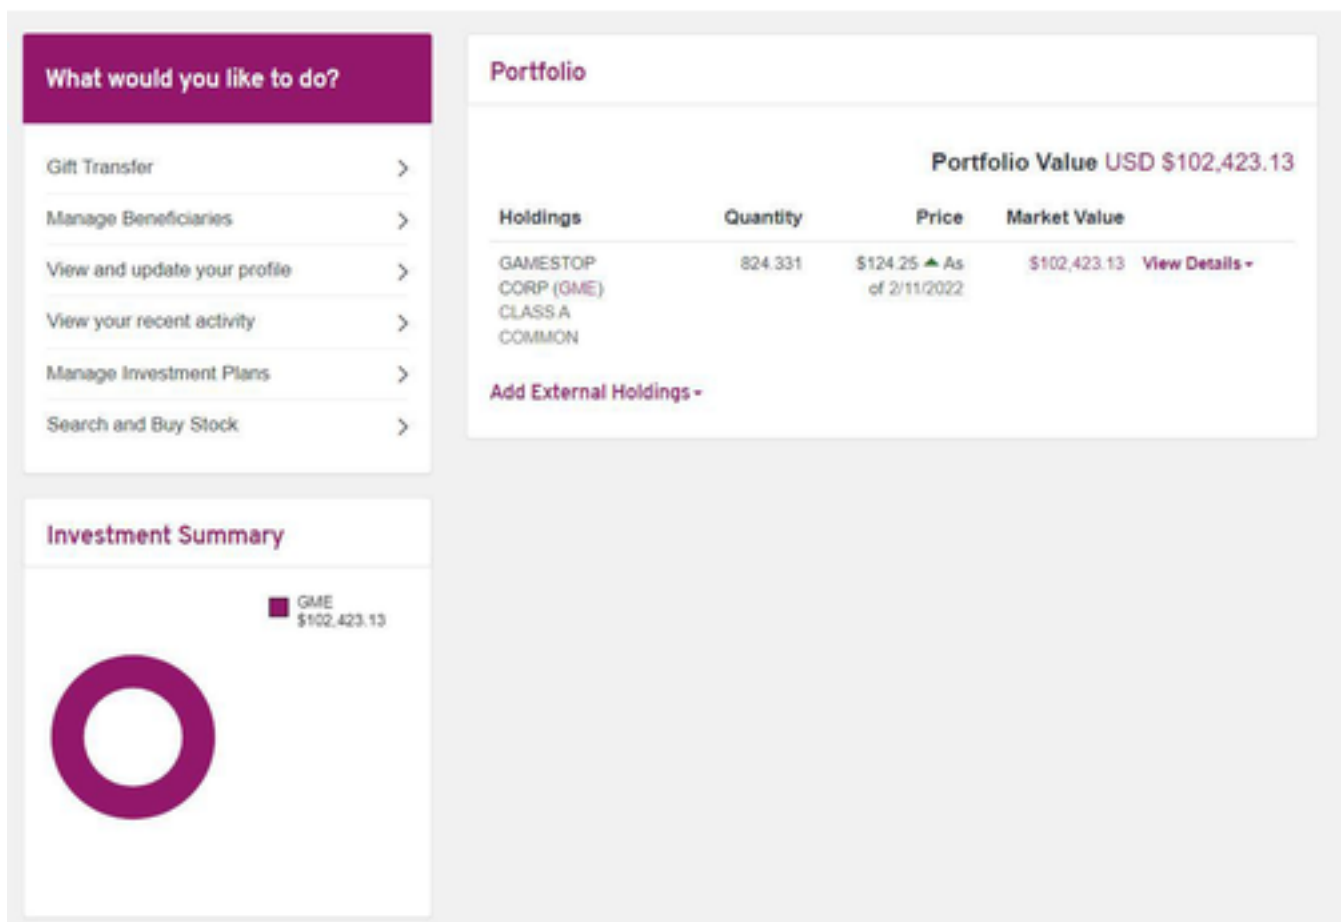 What would you like to do?
Gift Transfer
Manage Beneficiaries
View and update your profile
View your recent activity
Manage Investment Plans
Search and Buy Stock
Investment Summary
GME
$102,423.13
Portfolio
Portfolio Value USD $102,423.13
Holdings Quantity Price Market Value
GAMESTOP 824.331 $124.25 As $102,423.13 View Details
CORP (GME) of 2/11/2022
CLASS A
COMMON
Add External Holdings